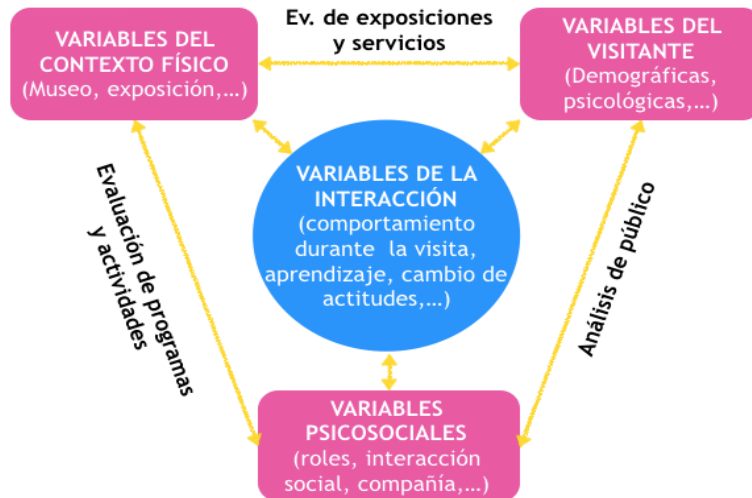 VARIABLES DEL
CONTEXTO FÍSICO
(Museo, exposición,...)
Ev. de exposiciones
y servicios
VARIABLES DEL
VISITANTE
(Demográficas,
psicológicas,...)
VARIABLES DE LA
INTERACCIÓN
(comportamiento
durante la visita,
aprendizaje, cambio de
actitudes,...)
Evaluación de programas
y actividades
Análisis de público
VARIABLES
PSICOSOCIALES
(roles, interacción
social, compañía,...)